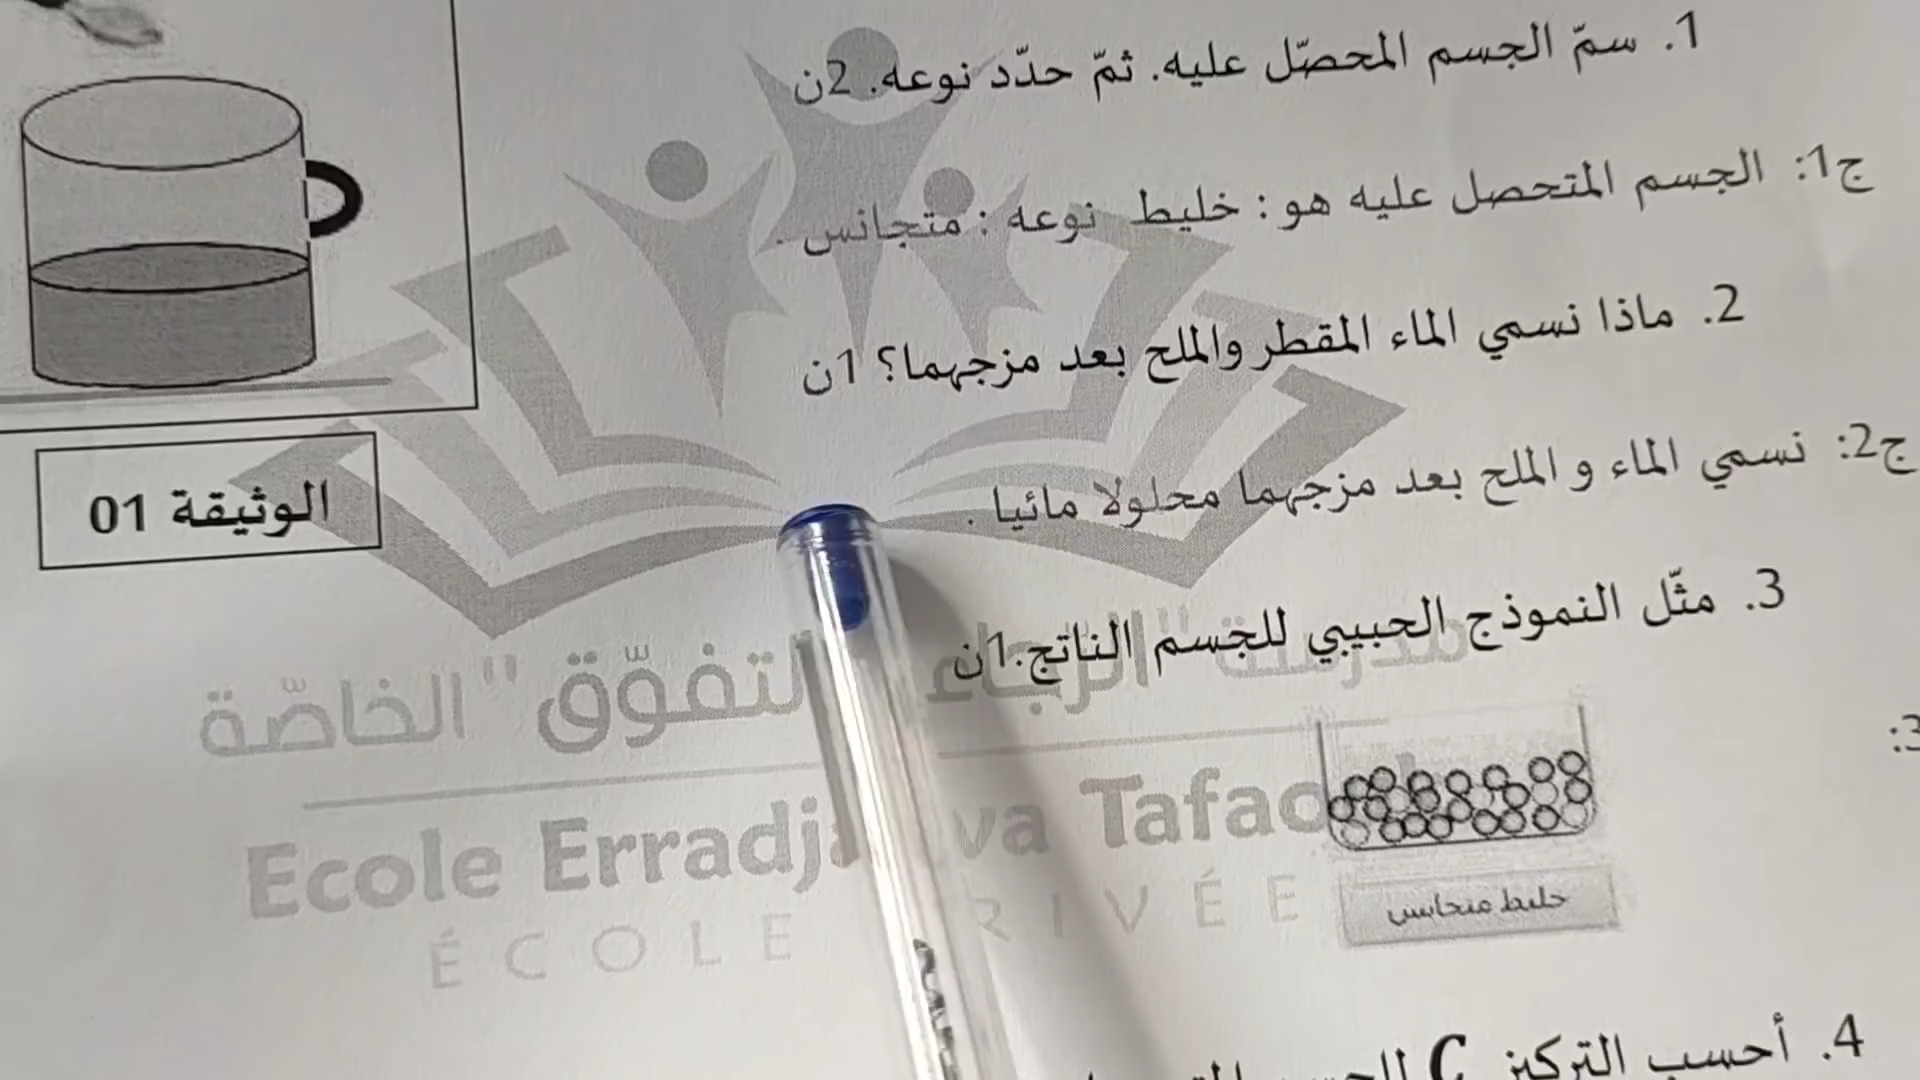 1. سمّ الجسم المحصّل عليه. ثمّ حدّد نوعه. 2ن
ج1: الجسم المتحصل عليه هو : خليط نوعه : متجانس .
2. ماذا نسمي الماء المقطر والملح بعد مزجهما؟ 1ن
ج2: نسمي الماء و الملح بعد مزجهما محلولا مائيا .
الوثيقة 01
3. مثّل النموذج الحبيبي للجسم الناتج. 1ن
3:
خليط متجانس
التفوّق" الخاصّة
Ecole Erradja
va Tafao
ÉCOLE
RIVÉE
4. أحسب التركيز C